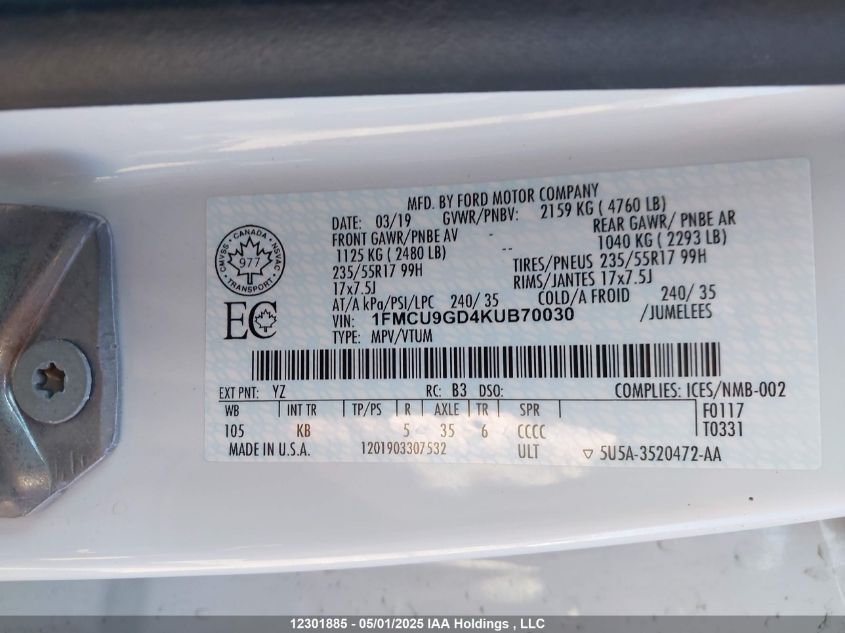 MFD. BY FORD MOTOR COMPANY
DATE: 03/19 GVWR/PNBV: 2159 KG ( 4760 LB)
FRONT GAWR/PNBE AV - REAR GAWR/ PNBE AR
1125 KG ( 2480 LB) -- 1040 KG ( 2293 LB)
235/55R17 99H TIRES/PNEUS 235/55R17 99H
17x7.5J RIMS/JANTES 17x7.5J
AT/A kPa/PSI/LPC 240/ 35 COLD/A FROID 240/ 35
VIN: 1FMCU9GD4KUB70030 /JUMELEES
TYPE: MPV/VTUM
CMVSS - CANADA - NSVAC
977
TRANSPORT
EC
EXT PNT: YZ RC: B3 DSO: COMPLIES: ICES/NMB-002
WB INT TR TP/PS R AXLE TR SPR F0117
105 KB 5 35 6 CCCC T0331
MADE IN U.S.A. 1201903307532 ULT ▽ 5U5A-3520472-AA
12301885 - 05/01/2025 IAA Holdings , LLC